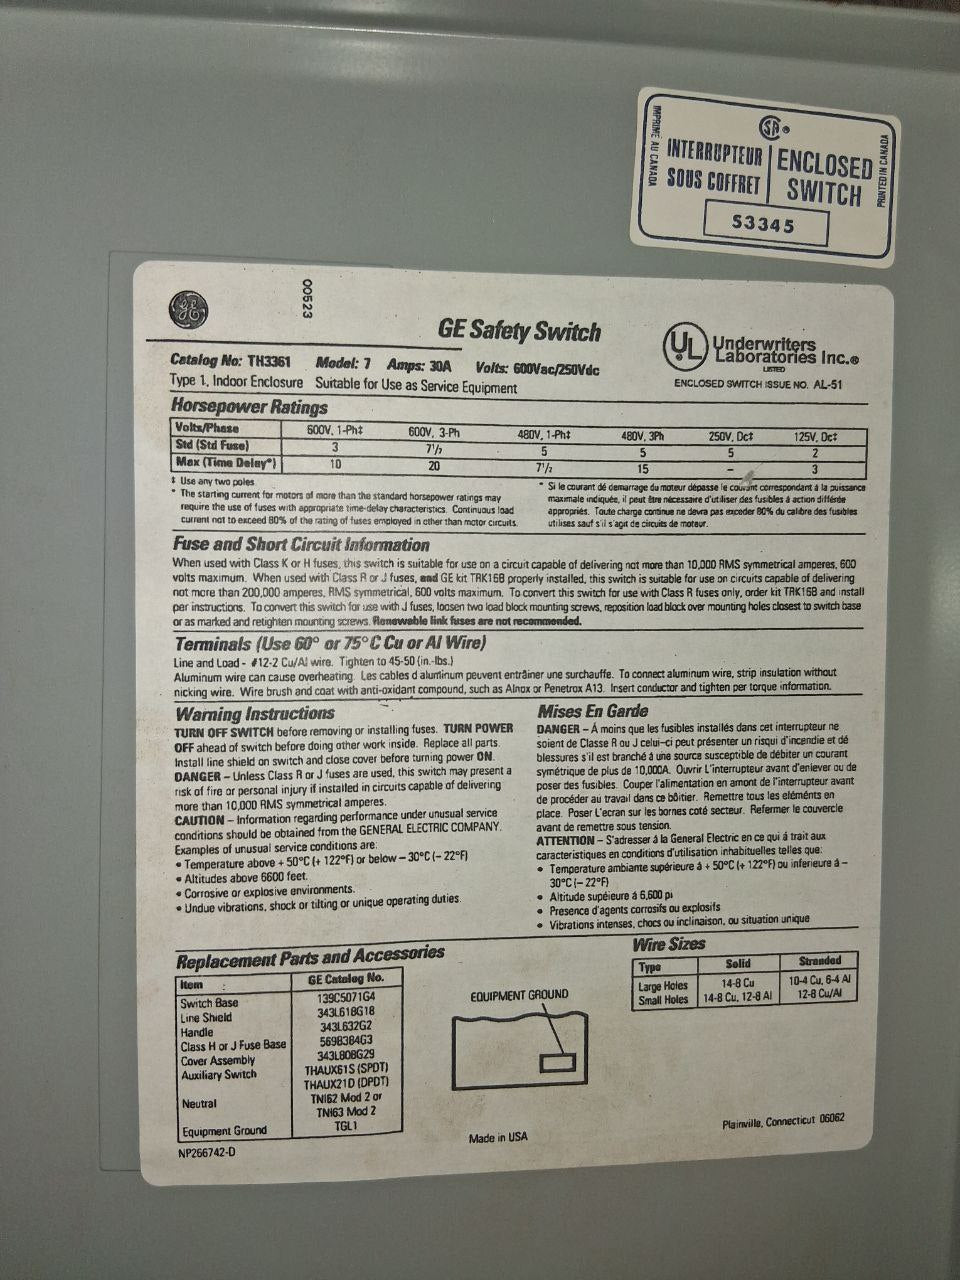 IMPRIMÉ AU CANADA
SA
INTERRUPTEUR SOUS COFFRET
ENCLOSED SWITCH
PRINTED IN CANADA
S3345
GE
00523
GE Safety Switch
UL Underwriters Laboratories Inc.®
LISTED
ENCLOSED SWITCH ISSUE NO. AL-51
Catalog No: TH3361 Model: 7 Amps: 30A Volts: 600Vac/250Vdc
Type 1, Indoor Enclosure Suitable for Use as Service Equipment
Horsepower Ratings
Volts/Phase 600V, 1-Ph‡ 600V, 3-Ph 480V, 1-Ph‡ 480V, 3Ph 250V, Dc‡ 125V, Dc‡
Std (Std Fuse) 3 7½ 5 5 5 2
Max (Time Delay*) 10 20 7½ 15 – 3
‡ Use any two poles
* The starting current for motors of more than the standard horsepower ratings may
require the use of fuses with appropriate time-delay characteristics. Continuous load
current not to exceed 80% of the rating of fuses employed in other than motor circuits.
* Si le courant dé demarrage du moteur dépasse le courant correspondant á la puissance
maximale indiquée, il peut être nécessaire d'utiliser des fusibles á action différée
appropriés. Toute charge continue ne devra pas exceder 80% du calibre des fusibles
utilises sauf s'il s'agit de circuits de moteur.
Fuse and Short Circuit Information
When used with Class K or H fuses, this switch is suitable for use on a circuit capable of delivering not more than 10,000 RMS symmetrical amperes, 600
volts maximum. When used with Class R or J fuses, and GE kit TRK16B properly installed, this switch is suitable for use on circuits capable of delivering
not more than 200,000 amperes, RMS symmetrical, 600 volts maximum. To convert this switch for use with Class R fuses only, order kit TRK16B and install
per instructions. To convert this switch for use with J fuses, loosen two load block mounting screws, reposition load block over mounting holes closest to switch base
or as marked and retighten mounting screws. Renewable link fuses are not recommended.
Terminals (Use 60° or 75°C Cu or Al Wire)
Line and Load - #12-2 Cu/Al wire. Tighten to 45-50 (in.-lbs.)
Aluminum wire can cause overheating. Les cables d aluminum peuvent entrâiner une surchauffe. To connect aluminum wire, strip insulation without
nicking wire. Wire brush and coat with anti-oxidant compound, such as Alnox or Penetrox A13. Insert conductor and tighten per torque information.
Warning Instructions
TURN OFF SWITCH before removing or installing fuses. TURN POWER
OFF ahead of switch before doing other work inside. Replace all parts.
Install line shield on switch and close cover before turning power ON.
DANGER – Unless Class R or J fuses are used, this switch may present a
risk of fire or personal injury if installed in circuits capable of delivering
more than 10,000 RMS symmetrical amperes.
CAUTION – Information regarding performance under unusual service
conditions should be obtained from the GENERAL ELECTRIC COMPANY.
Examples of unusual service conditions are:
• Temperature above + 50°C (+ 122°F) or below – 30°C (– 22°F)
• Altitudes above 6600 feet.
• Corrosive or explosive environments.
• Undue vibrations, shock or tilting or unique operating duties.
Mises En Garde
DANGER – Á moins que les fusibles installés dans cet interrupteur ne
soient de Classe R ou J celui-ci peut présenter un risqui d'incendie et dé
blessures s'il est branché á une source susceptible de débiter un courant
symétrique de plus de 10,000A. Ouvrir L'interrupteur avant d'enlever ou de
poser des fusibles. Couper l'alimentation en amont de l'interrupteur avant
de procéder au travail dans ce bôitier. Remettre tous les eléménts en
place. Poser L'ecran sur les bornes coté secteur. Refermer le couvercle
avant de remettre sous tension.
ATTENTION – S'adresser á la General Electric en ce qui á trait aux
caracteristiques en conditions d'utilisation inhabituelles telles que:
• Temperature ambiante supérieure á + 50°C (+ 122°F) ou inferieure á –
30°C (– 22°F)
• Altitude supéieure á 6,600 pi
• Presence d'agents corrosifs ou explosifs
• Vibrations intenses, chocs ou inclinaison, ou situation unique
Replacement Parts and Accessories
Item : GE Catalog No.
Switch Base 139C5071G4
Line Shield 343L618G18
Handle 343L632G2
Class H or J Fuse Base 569B384G3
Cover Assembly 343L808G29
Auxiliary Switch THAUX61S (SPDT)
THAUX21D (DPDT)
Neutral TNI62 Mod 2 or
TNI63 Mod 2
Equipment Ground TGL1
NP266742-D
EQUIPMENT GROUND
Made in USA
Wire Sizes
Type Solid Stranded
Large Holes 14-8 Cu 10-4 Cu, 6-4 Al
Small Holes 14-8 Cu, 12-8 Al 12-8 Cu/Al
Plainville, Connecticut 06062